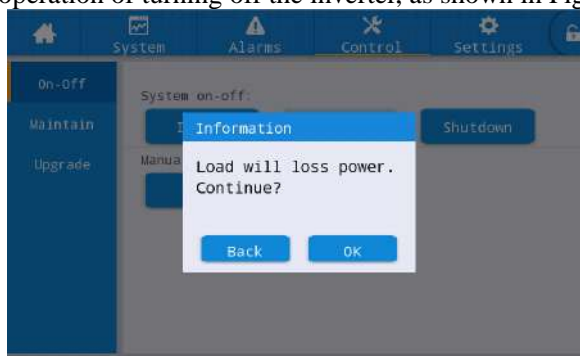 operation of turning off the inverter, as shown in Fig
System Alarms Control Settings
On-Off
System on-off:
Maintain
Shutdown
Information
Upgrade
Manua
Load will loss power.
Continue?
Back OK